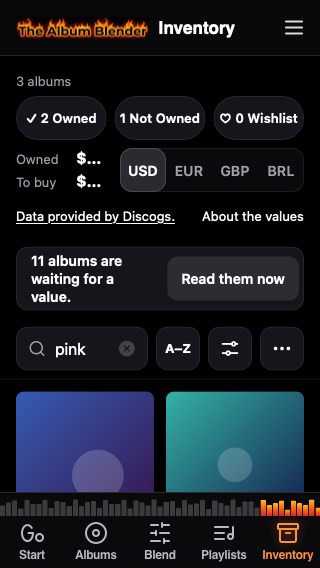 The Album Blender Inventory
3 albums
✓ 2 Owned
1 Not Owned
♡ 0 Wishlist
Owned $...
To buy $...
USD EUR GBP BRL
Data provided by Discogs. About the values
11 albums are
waiting for a
value.
Read them now
pink
A–Z
Start Albums Blend Playlists Inventory